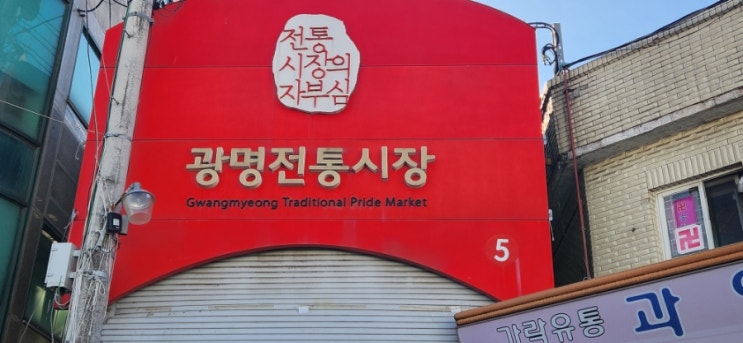 전통
시장의
자부심
광명전통시장
Gwangmyeong Traditional Pride Market
5
卍
가락유통
과